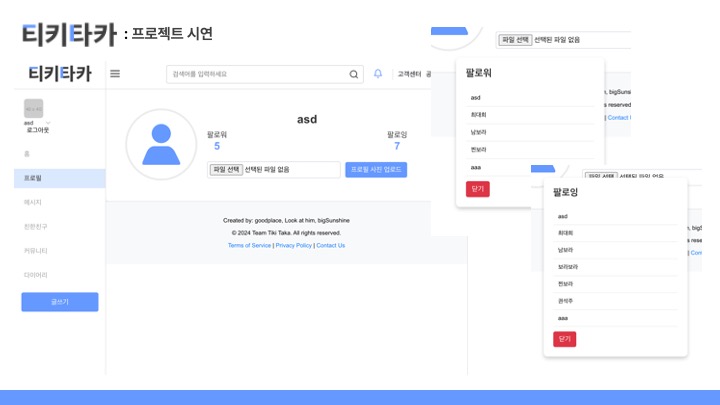 티키타카 : 프로젝트 시연
티키타카
검색어를 입력하세요
고객센터
asd
로그아웃
홈
프로필
메시지
친한친구
커뮤니티
다이어리
글쓰기
asd
팔로워
5
팔로잉
7
파일 선택 선택된 파일 없음
프로필 사진 업로드
Created by: goodplace, Look at him, bigSunshine
© 2024 Team Tiki Taka. All rights reserved.
Terms of Service | Privacy Policy | Contact Us
파일 선택 선택된 파일 없음
팔로워
asd
최대희
남보라
찐보라
aaa
닫기
m, bigSunsi
s reserved
Contact
파일 선택 선택된 파일 없음
팔로잉
asd
최대희
남보라
보라보라
찐보라
권석주
aaa
닫기